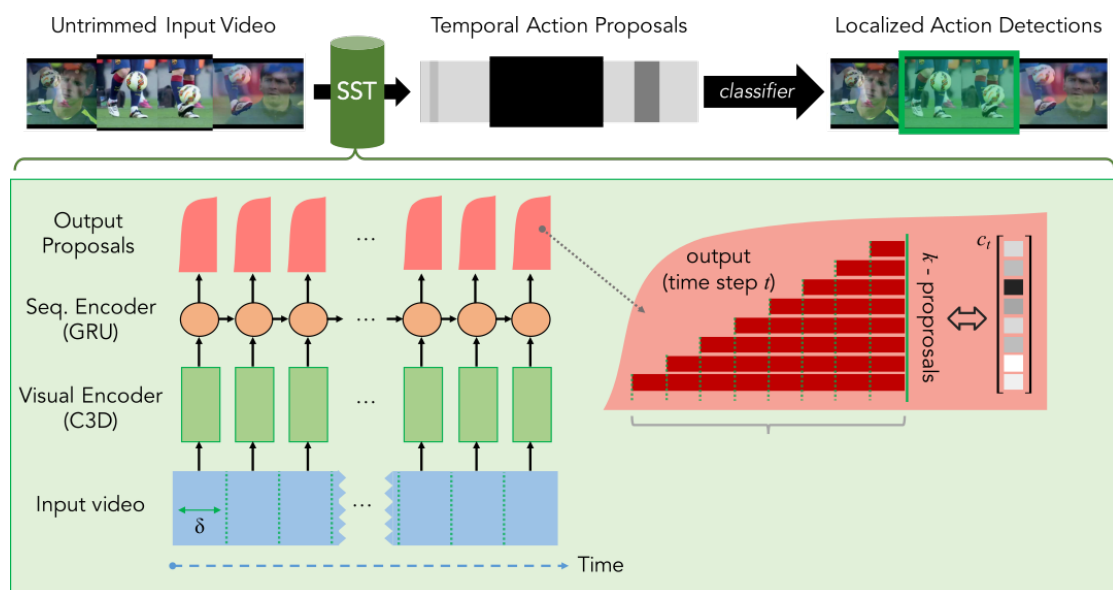 Untrimmed Input Video
Temporal Action Proposals
Localized Action Detections
SST
classifier
Output
Proposals
Seq. Encoder
(GRU)
Visual Encoder
(C3D)
Input video
...
...
...
...
δ
Time
output
(time step t)
k - proprosals
c_t